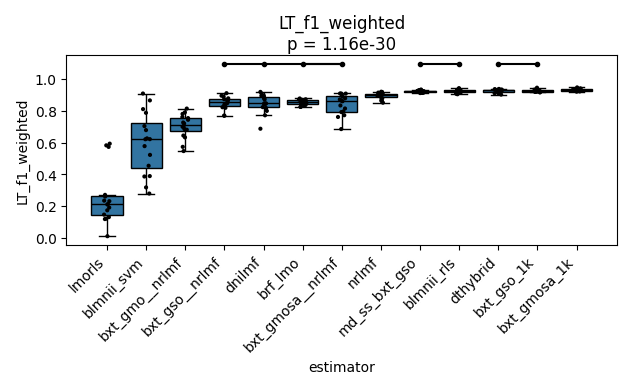 LT_f1_weighted
p = 1.16e-30
LT_f1_weighted
1.0
0.8
0.6
0.4
0.2
0.0
lmorls
blmnii_svm
bxt_gmo__nrlmf
bxt_gso__nrlmf
dnilmf
brf_lmo
bxt_gmosa__nrlmf
nrlmf
md_ss_bxt_gso
blmnii_rls
dthybrid
bxt_gso_1k
bxt_gmosa_1k
estimator